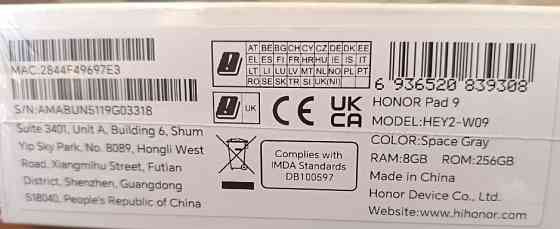 MAC:2844F49697E3
S/N:AMABUN5119G03318
Suite 3401, Unit A, Building 6, Shum
Yip Sky Park, No. 8089, Hongli West
Road, Xiangmihu Street, Futian
District, Shenzhen, Guangdong
518040, People's Republic of China
AT BE BG CH CY CZ DE DK EE
EL ES FI FR HR HU IE IS IT
LT LI LU LV MT NL NO PL PT
RO SE SK TR SI UK(NI)
UK
CE
UK
CA
Complies with
IMDA Standards
DB100597
6 936520 839308
HONOR Pad 9
MODEL:HEY2-W09
COLOR:Space Gray
RAM:8GB ROM:256GB
Made in China
Honor Device Co., Ltd.
Website:www.hihonor.com